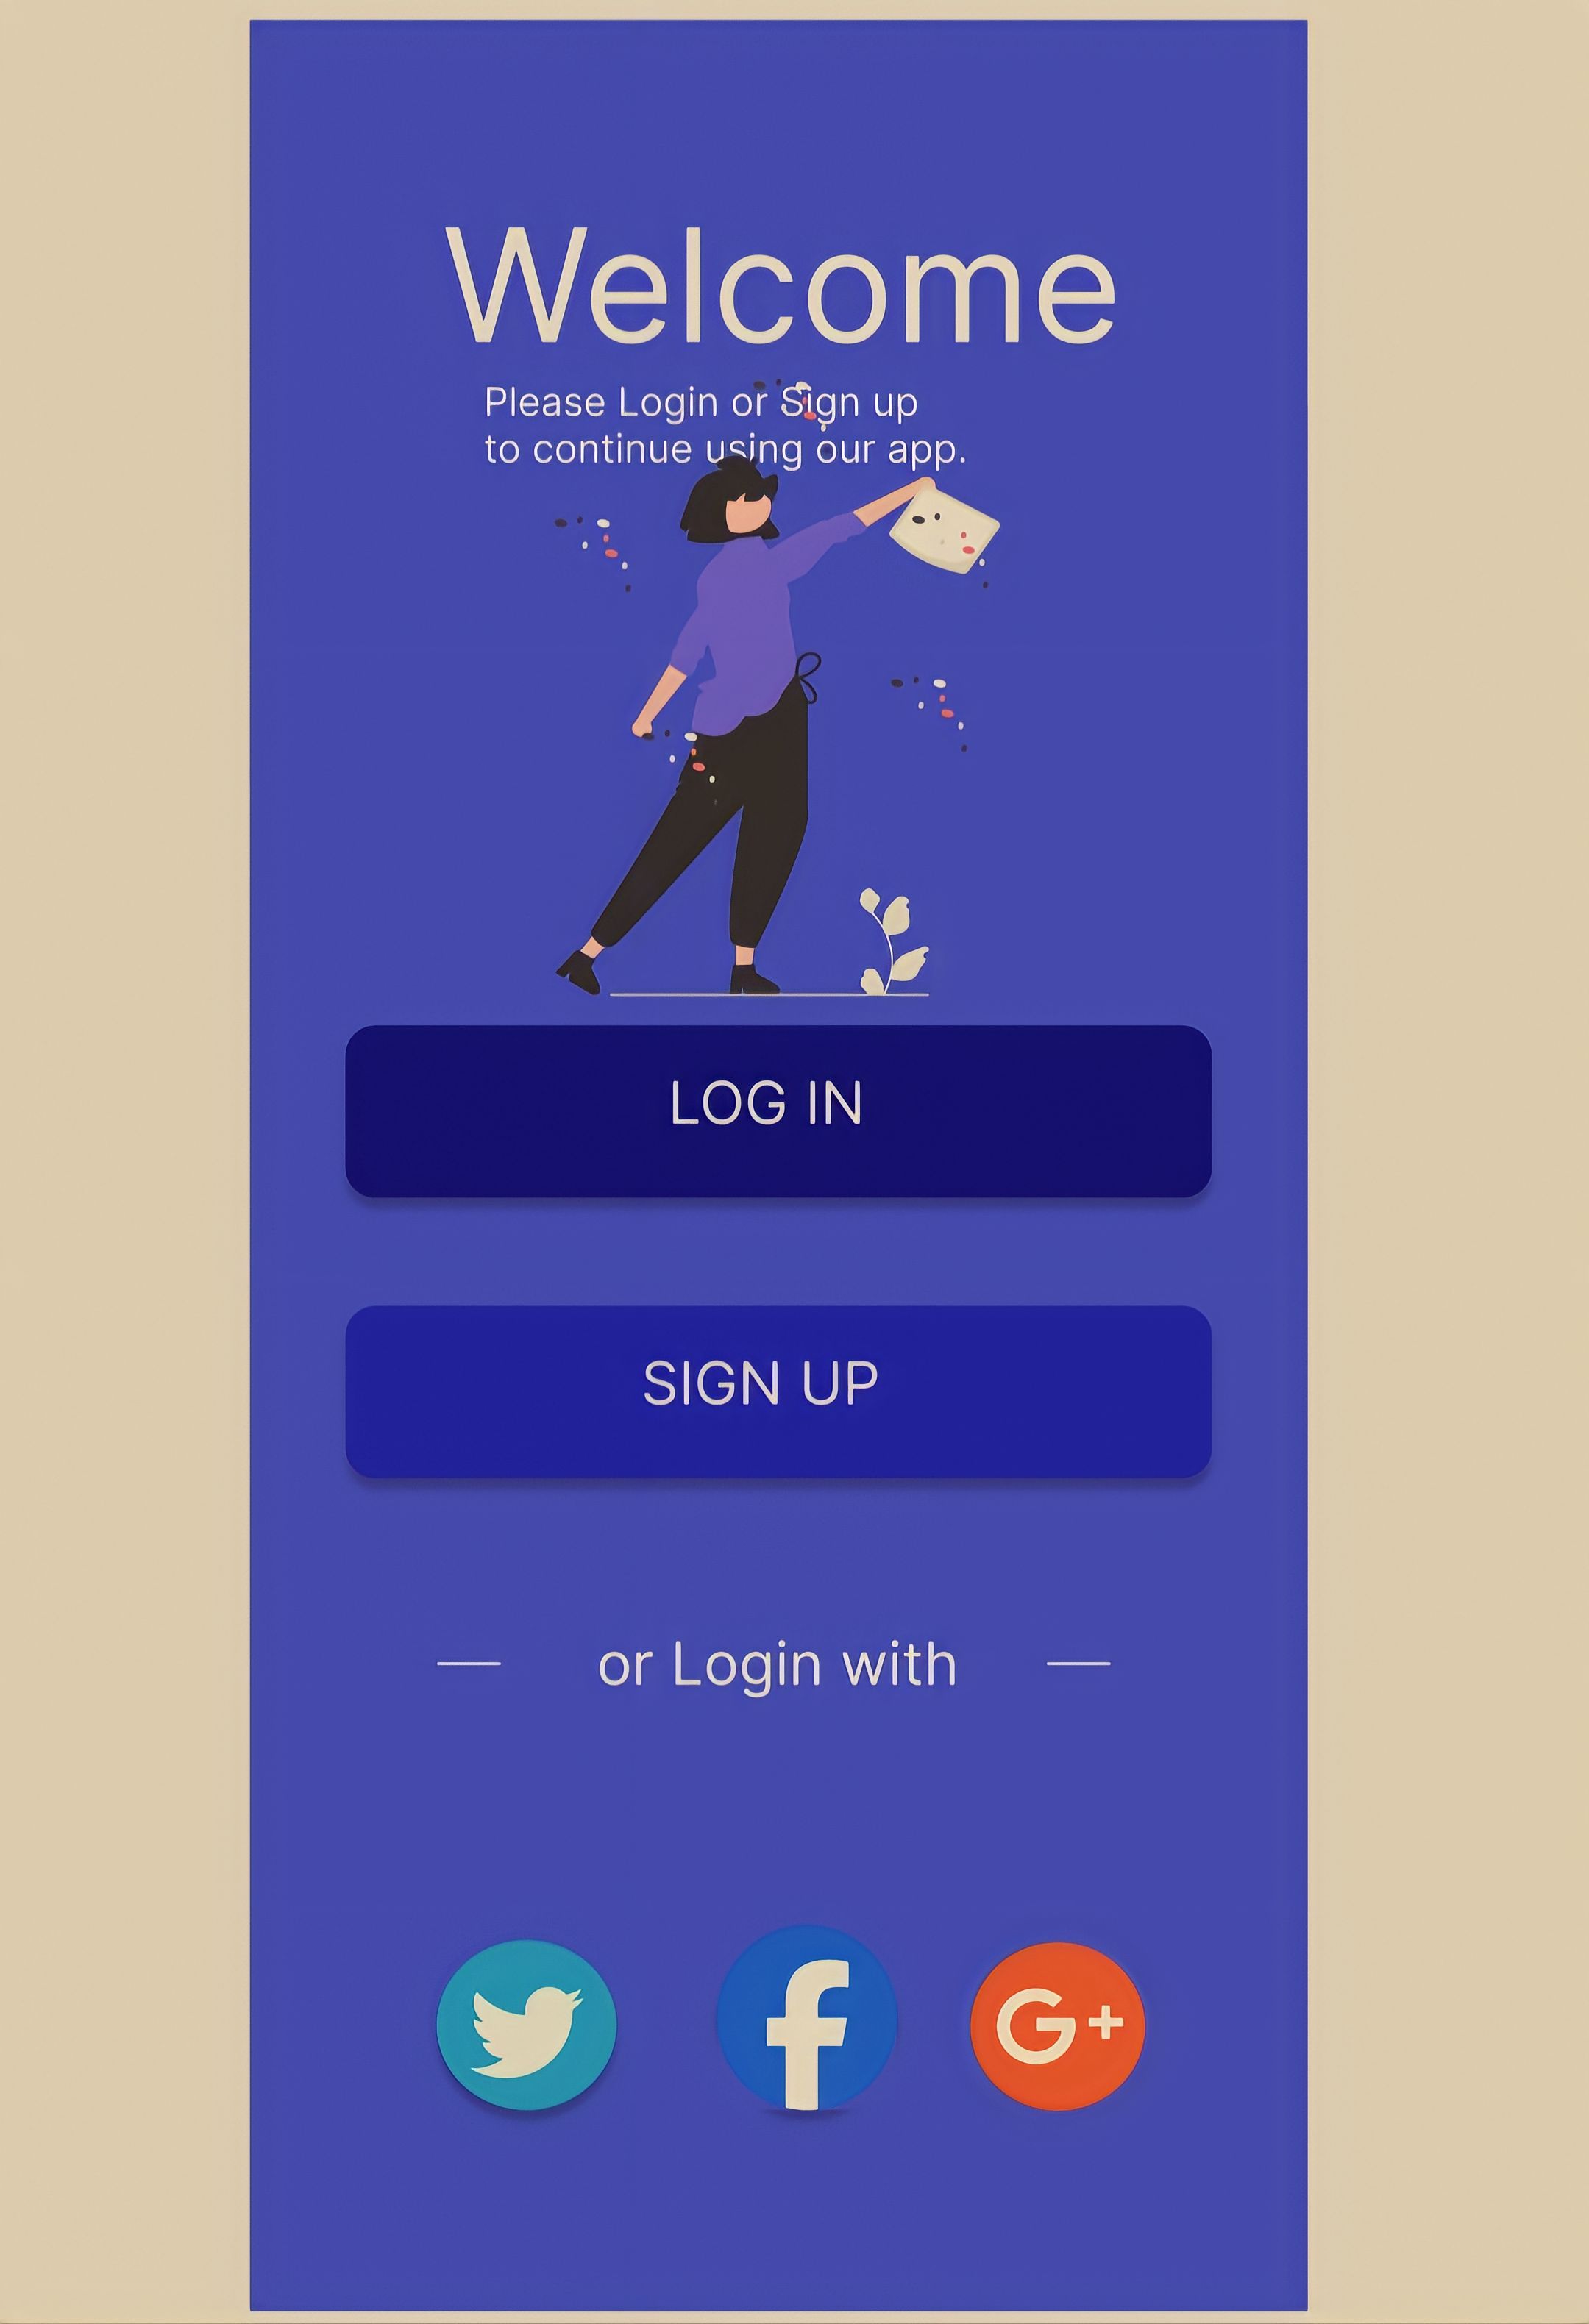 Welcome
Please Login or Sign up
to continue using our app.
LOG IN
SIGN UP
or Login with
f
G+